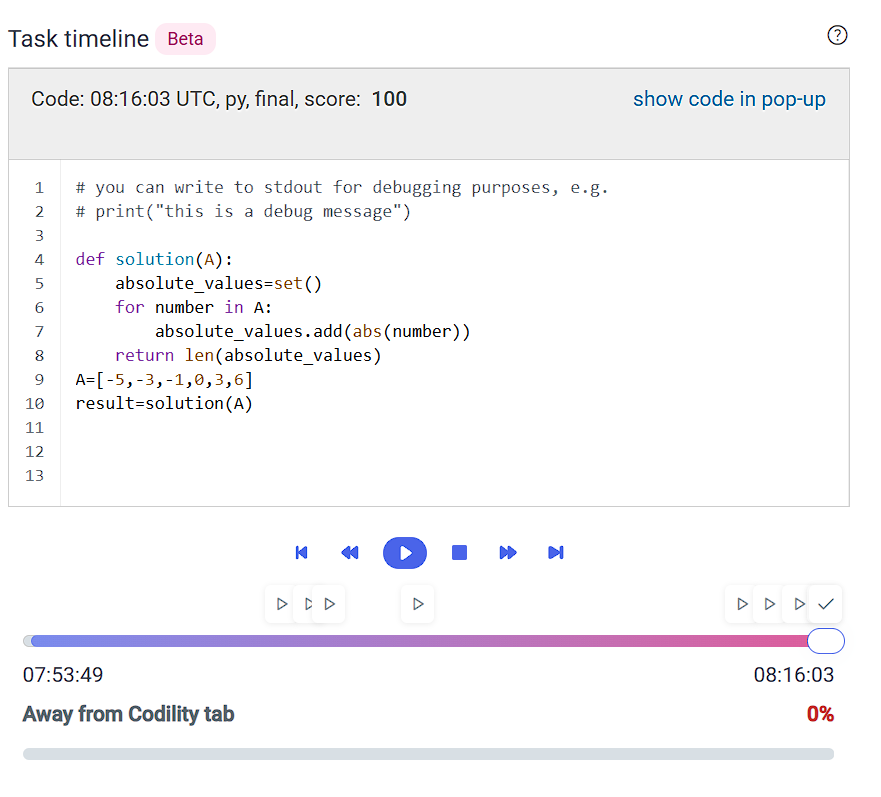 Task timeline Beta
Code: 08:16:03 UTC, py, final, score: 100 show code in pop-up
1 # you can write to stdout for debugging purposes, e.g.
2 # print("this is a debug message")
3
4 def solution(A):
5     absolute_values=set()
6     for number in A:
7         absolute_values.add(abs(number))
8     return len(absolute_values)
9 A=[-5,-3,-1,0,3,6]
10 result=solution(A)
11
12
13
07:53:49 08:16:03
Away from Codility tab 0%